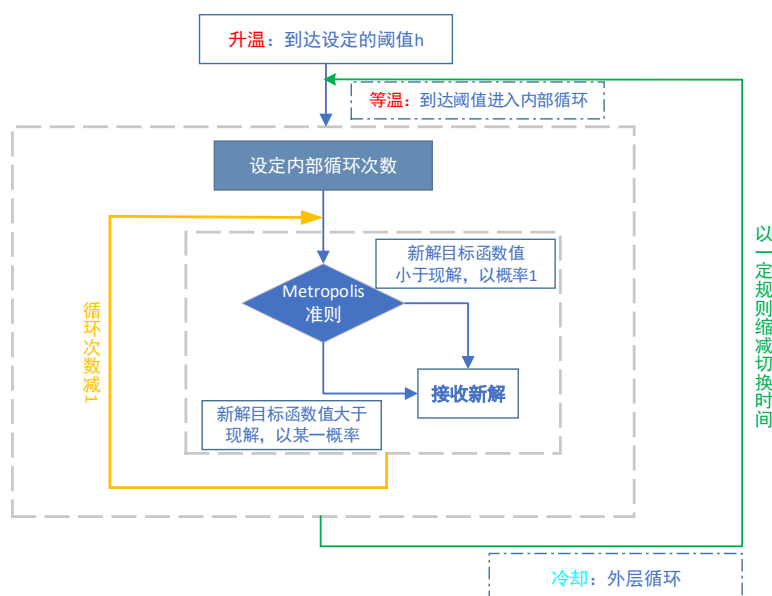 升温：到达设定的阈值h
等温：到达阈值进入内部循环
设定内部循环次数
新解目标函数值
小于现解，以概率1
Metropolis
准则
接收新解
新解目标函数值大于
现解，以某一概率
循环次数减1
以一定规则缩减切换时间
冷却：外层循环